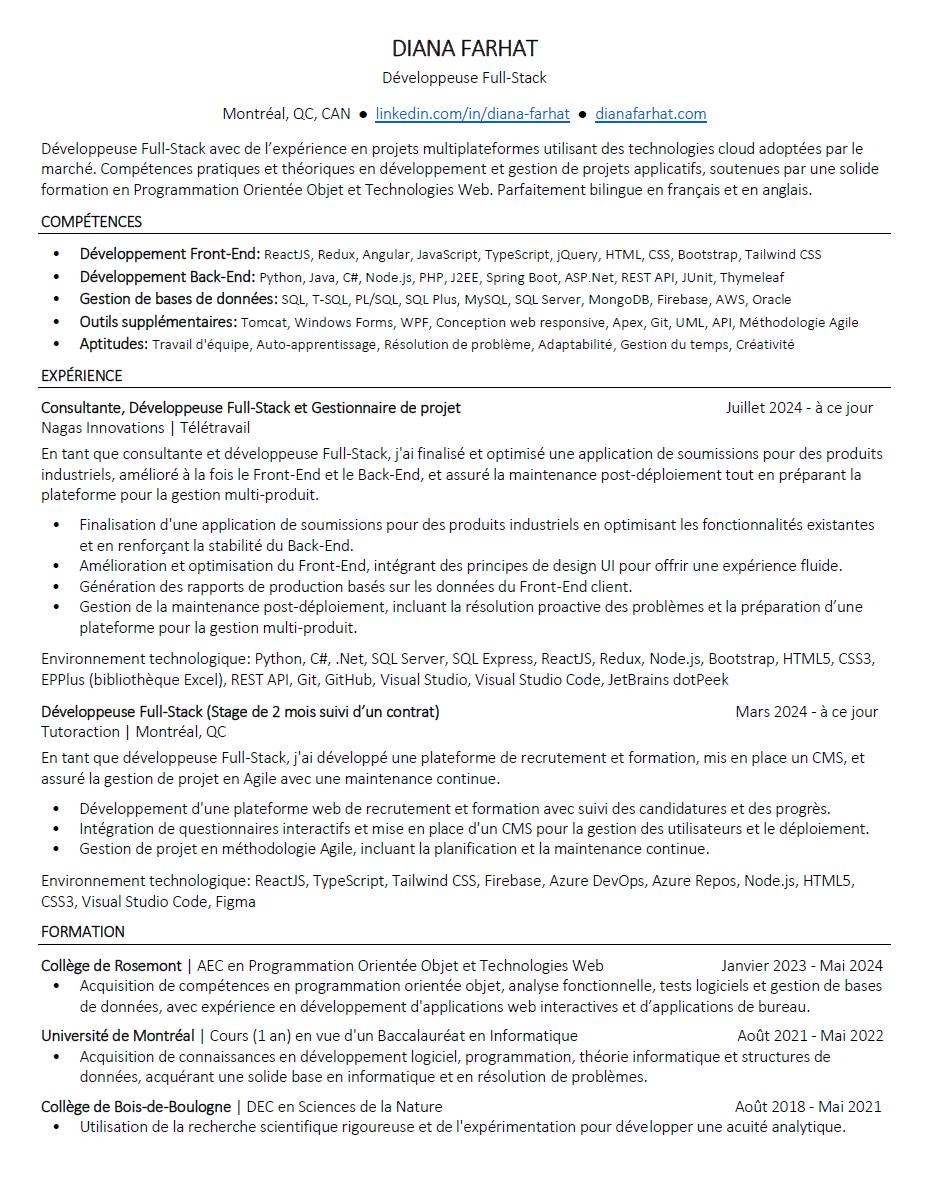 DIANA FARHAT
Développeuse Full-Stack
Montréal, QC, CAN ● linkedin.com/in/diana-farhat ● dianafarhat.com
Développeuse Full-Stack avec de l’expérience en projets multiplateformes utilisant des technologies cloud adoptées par le
marché. Compétences pratiques et théoriques en développement et gestion de projets applicatifs, soutenues par une solide
formation en Programmation Orientée Objet et Technologies Web. Parfaitement bilingue en français et en anglais.
COMPÉTENCES
• Développement Front-End: ReactJS, Redux, Angular, JavaScript, TypeScript, jQuery, HTML, CSS, Bootstrap, Tailwind CSS
• Développement Back-End: Python, Java, C#, Node.js, PHP, J2EE, Spring Boot, ASP.Net, REST API, JUnit, Thymeleaf
• Gestion de bases de données: SQL, T-SQL, PL/SQL, SQL Plus, MySQL, SQL Server, MongoDB, Firebase, AWS, Oracle
• Outils supplémentaires: Tomcat, Windows Forms, WPF, Conception web responsive, Apex, Git, UML, API, Méthodologie Agile
• Aptitudes: Travail d'équipe, Auto-apprentissage, Résolution de problème, Adaptabilité, Gestion du temps, Créativité
EXPÉRIENCE
Consultante, Développeuse Full-Stack et Gestionnaire de projet Juillet 2024 - à ce jour
Nagas Innovations | Télétravail
En tant que consultante et développeuse Full-Stack, j'ai finalisé et optimisé une application de soumissions pour des produits
industriels, amélioré à la fois le Front-End et le Back-End, et assuré la maintenance post-déploiement tout en préparant la
plateforme pour la gestion multi-produit.
• Finalisation d'une application de soumissions pour des produits industriels en optimisant les fonctionnalités existantes
et en renforçant la stabilité du Back-End.
• Amélioration et optimisation du Front-End, intégrant des principes de design UI pour offrir une expérience fluide.
• Génération des rapports de production basés sur les données du Front-End client.
• Gestion de la maintenance post-déploiement, incluant la résolution proactive des problèmes et la préparation d’une
plateforme pour la gestion multi-produit.
Environnement technologique: Python, C#, .Net, SQL Server, SQL Express, ReactJS, Redux, Node.js, Bootstrap, HTML5, CSS3,
EPPlus (bibliothèque Excel), REST API, Git, GitHub, Visual Studio, Visual Studio Code, JetBrains dotPeek
Développeuse Full-Stack (Stage de 2 mois suivi d’un contrat) Mars 2024 - à ce jour
Tutoraction | Montréal, QC
En tant que développeuse Full-Stack, j'ai développé une plateforme de recrutement et formation, mis en place un CMS, et
assuré la gestion de projet en Agile avec une maintenance continue.
• Développement d'une plateforme web de recrutement et formation avec suivi des candidatures et des progrès.
• Intégration de questionnaires interactifs et mise en place d'un CMS pour la gestion des utilisateurs et le déploiement.
• Gestion de projet en méthodologie Agile, incluant la planification et la maintenance continue.
Environnement technologique: ReactJS, TypeScript, Tailwind CSS, Firebase, Azure DevOps, Azure Repos, Node.js, HTML5,
CSS3, Visual Studio Code, Figma
FORMATION
Collège de Rosemont | AEC en Programmation Orientée Objet et Technologies Web Janvier 2023 - Mai 2024
• Acquisition de compétences en programmation orientée objet, analyse fonctionnelle, tests logiciels et gestion de bases
de données, avec expérience en développement d'applications web interactives et d’applications de bureau.
Université de Montréal | Cours (1 an) en vue d'un Baccalauréat en Informatique Août 2021 - Mai 2022
• Acquisition de connaissances en développement logiciel, programmation, théorie informatique et structures de
données, acquérant une solide base en informatique et en résolution de problèmes.
Collège de Bois-de-Boulogne | DEC en Sciences de la Nature Août 2018 - Mai 2021
• Utilisation de la recherche scientifique rigoureuse et de l'expérimentation pour développer une acuité analytique.